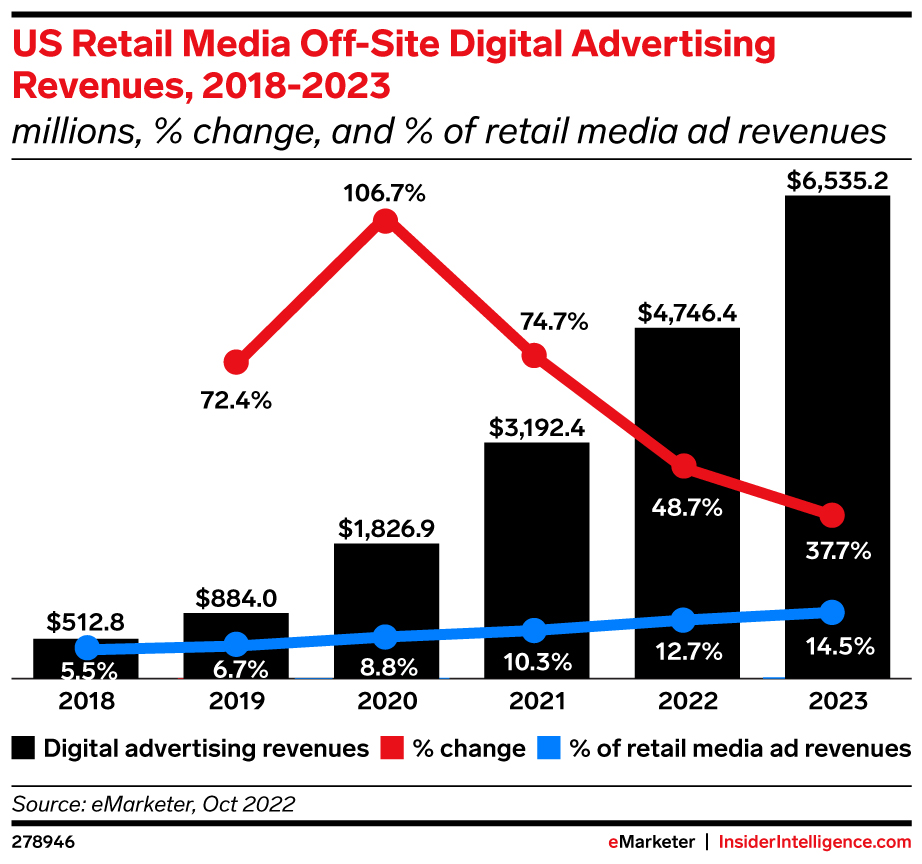 US Retail Media Off-Site Digital Advertising
Revenues, 2018-2023
millions, % change, and % of retail media ad revenues
$6,535.2
106.7%
$4,746.4
74.7%
72.4%
$3,192.4
48.7%
$1,826.9
37.7%
$884.0
$512.8
5.5%
6.7%
8.8%
10.3%
12.7%
14.5%
2018 2019 2020 2021 2022 2023
Digital advertising revenues % change % of retail media ad revenues
Source: eMarketer, Oct 2022
278946 eMarketer | InsiderIntelligence.com